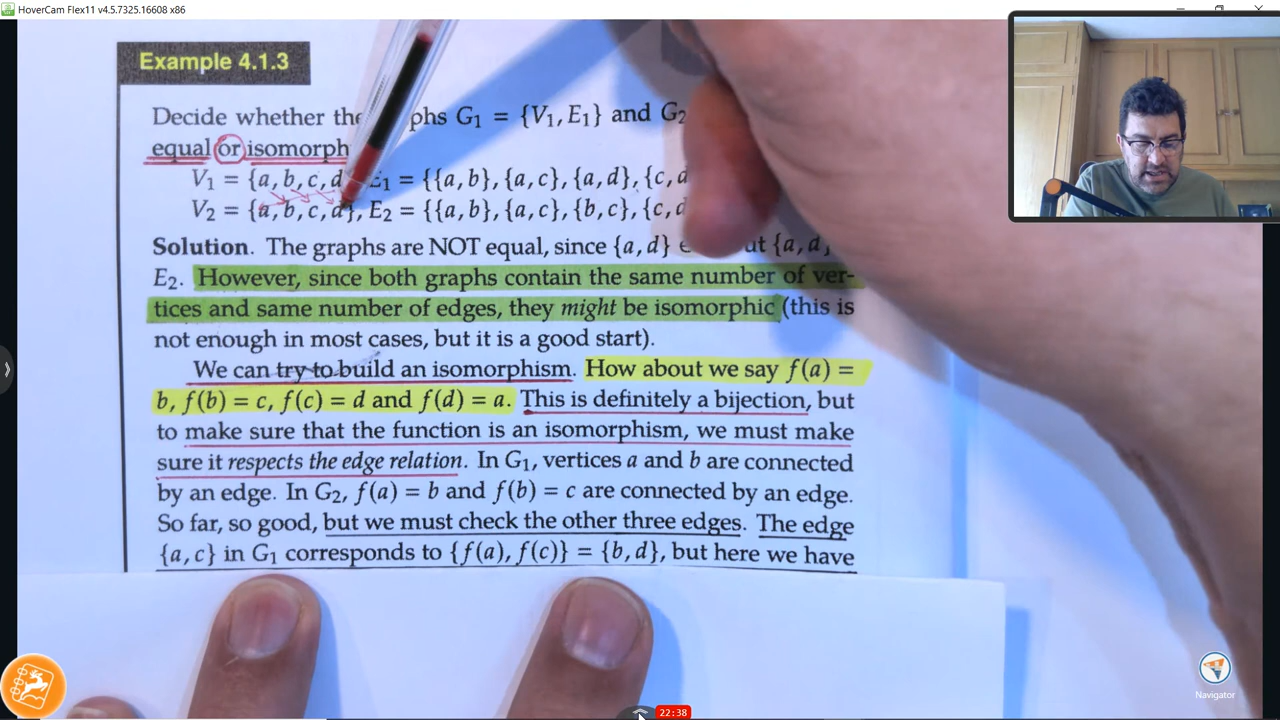 HoverCam Flex11 v4.5.7325.16608 x86
Example 4.1.3
Decide whether the phs G₁ = {V₁, E₁} and G₂
equal or isomorph
V₁ = {a, b, c, d E₁ = {{a, b}, {a, c}, {a, d}, {c, d
V₂ = {a, b, c, d}, E₂ = {{a, b}, {a, c}, {b, c}, {c, d
Solution. The graphs are NOT equal, since {a, d} ut {a, d
E₂. However, since both graphs contain the same number of ver-
tices and same number of edges, they might be isomorphic (this is
not enough in most cases, but it is a good start).
We can try to build an isomorphism. How about we say f(a) =
b, f(b) = c, f(c) = d and f(d) = a. This is definitely a bijection, but
to make sure that the function is an isomorphism, we must make
sure it respects the edge relation. In G₁, vertices a and b are connected
by an edge. In G₂, f(a) = b and f(b) = c are connected by an edge.
So far, so good, but we must check the other three edges. The edge
{a, c} in G₁ corresponds to {f(a), f(c)} = {b, d}, but here we have
Navigator
22:38